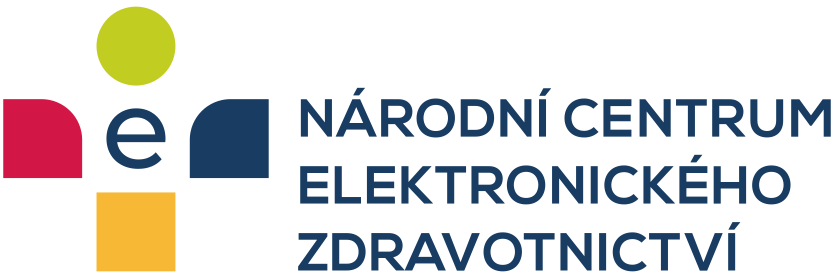 e
NÁRODNÍ CENTRUM
ELEKTRONICKÉHO
ZDRAVOTNICTVÍ